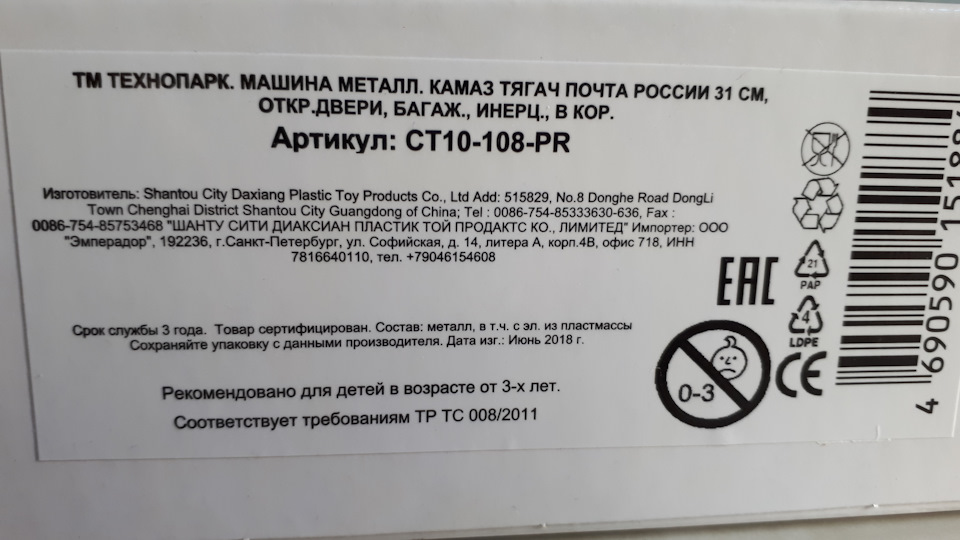 ТМ ТЕХНОПАРК. МАШИНА МЕТАЛЛ. КАМАЗ ТЯГАЧ ПОЧТА РОССИИ 31 СМ,
ОТКР.ДВЕРИ, БАГАЖ., ИНЕРЦ., В КОР.
Артикул: CT10-108-PR
Изготовитель: Shantou City Daxiang Plastic Toy Products Co., Ltd Add: 515829, No.8 Donghe Road DongLi
Town Chenghai District Shantou City Guangdong of China; Tel : 0086-754-85333630-636, Fax :
0086-754-85753468 "ШАНТУ СИТИ ДИАКСИАН ПЛАСТИК ТОЙ ПРОДАКТС КО., ЛИМИТЕД" Импортер: ООО
"Эмперадор", 192236, г.Санкт-Петербург, ул. Софийская, д. 14, литера А, корп.4В, офис 718, ИНН
7816640110, тел. +79046154608
EAC
21
PAP
4
LDPE
CE
0-3
Срок службы 3 года. Товар сертифицирован. Состав: металл, в т.ч. с эл. из пластмассы
Сохраняйте упаковку с данными производителя. Дата изг.: Июнь 2018 г.
Рекомендовано для детей в возрасте от 3-х лет.
Соответствует требованиям ТР ТС 008/2011
4 690590